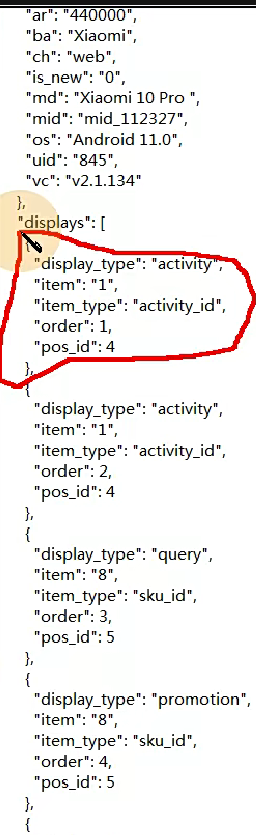 "ar": "440000",
"ba": "Xiaomi",
"ch": "web",
"is_new": "0",
"md": "Xiaomi 10 Pro ",
"mid": "mid_112327",
"os": "Android 11.0",
"uid": "845",
"vc": "v2.1.134"
},
"displays": [
{
"display_type": "activity",
"item": "1",
"item_type": "activity_id",
"order": 1,
"pos_id": 4
},
{
"display_type": "activity",
"item": "1",
"item_type": "activity_id",
"order": 2,
"pos_id": 4
},
{
"display_type": "query",
"item": "8",
"item_type": "sku_id",
"order": 3,
"pos_id": 5
},
{
"display_type": "promotion",
"item": "8",
"item_type": "sku_id",
"order": 4,
"pos_id": 5
},
{